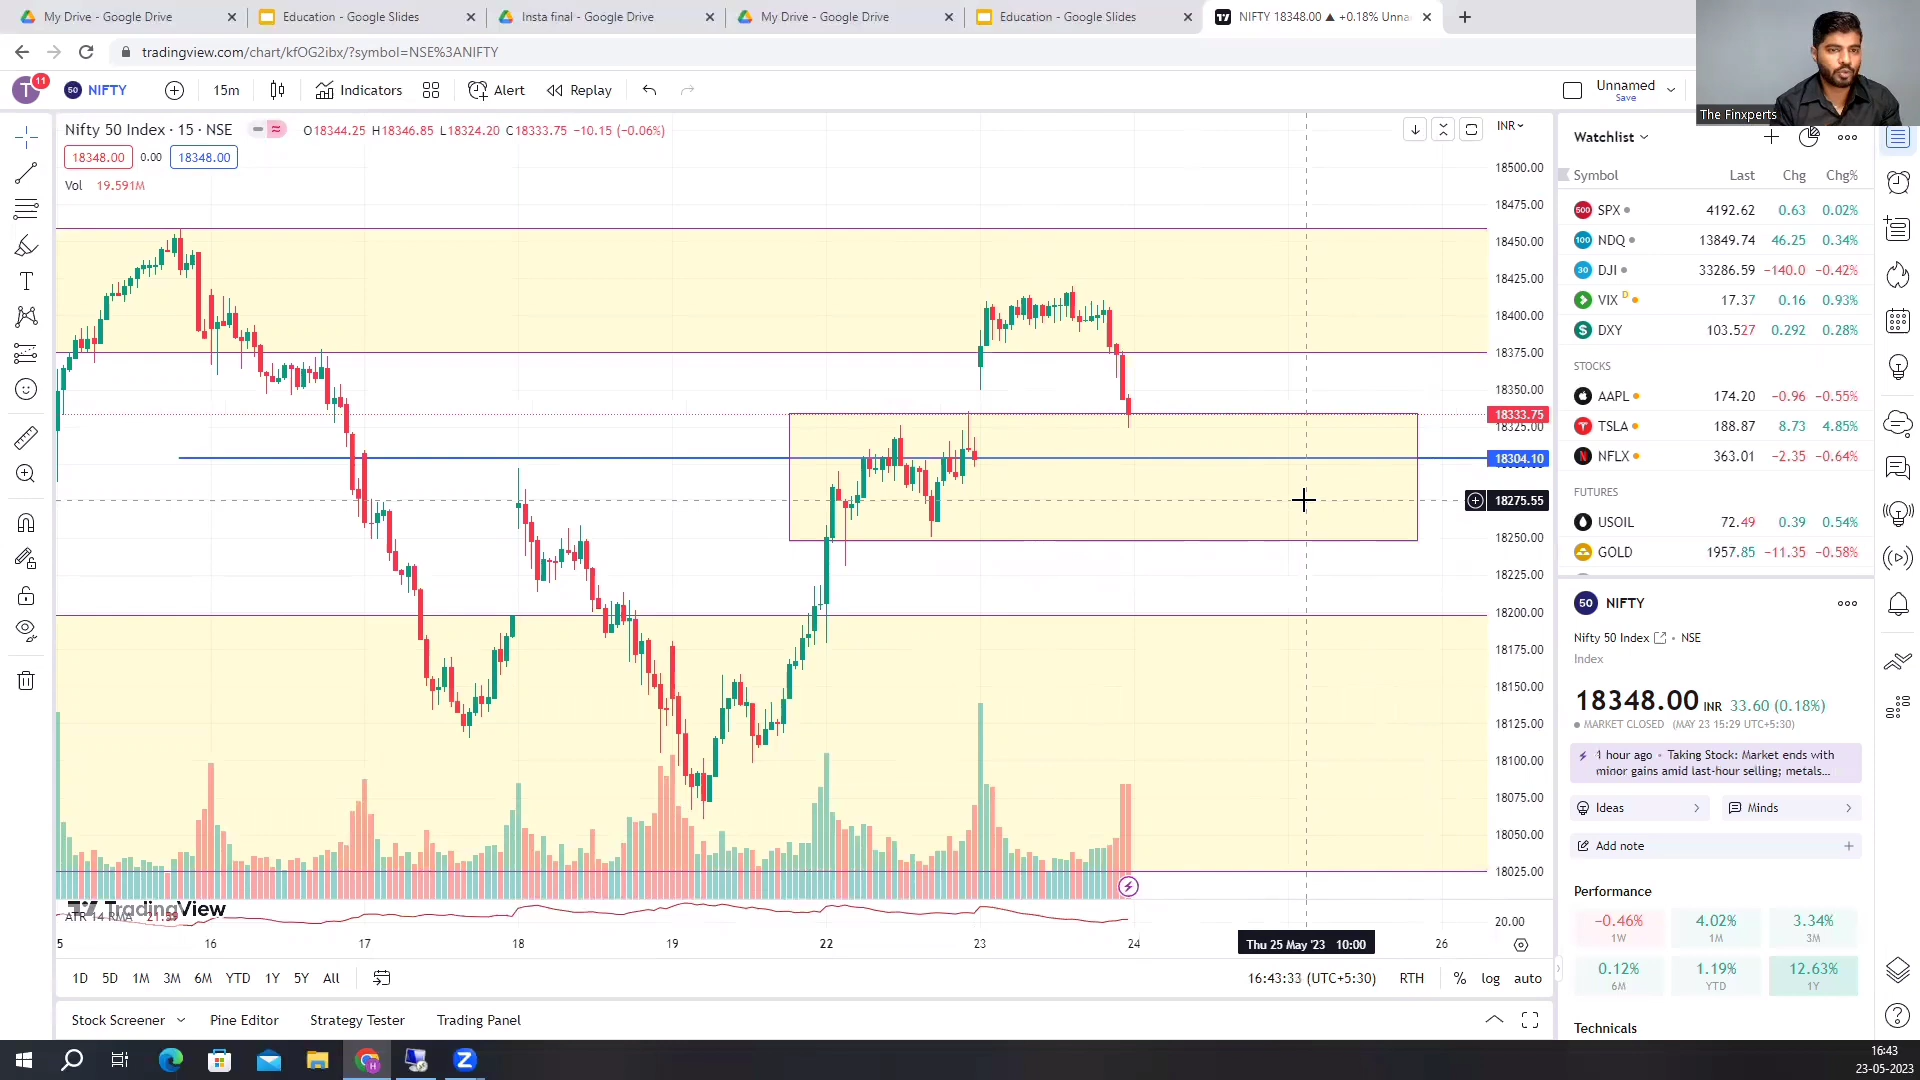 My Drive - Google Drive
Education - Google Slides
Insta final - Google Drive
My Drive - Google Drive
Education - Google Slides
NIFTY 18348.00 ▲ +0.18% Unna
tradingview.com/chart/kfOG2ibx/?symbol=NSE%3ANIFTY
T 11
50 NIFTY
15m
Indicators
Alert
Replay
Unnamed
Save
The Finxperts
Nifty 50 Index · 15 · NSE
O18344.25 H18346.85 L18324.20 C18333.75 −10.15 (−0.06%)
18348.00 0.00 18348.00
Vol 19.591M
INR
18500.00
18475.00
18450.00
18425.00
18400.00
18375.00
18350.00
18333.75
18325.00
18304.10
18275.55
18250.00
18225.00
18200.00
18175.00
18150.00
18125.00
18100.00
18075.00
18050.00
18025.00
20.00
TradingView
ATR 14 RMA 21.59
5 16 17 18 19 22 23 24 Thu 25 May '23 10:00 26
1D 5D 1M 3M 6M YTD 1Y 5Y All
16:43:33 (UTC+5:30) RTH % log auto
Stock Screener Pine Editor Strategy Tester Trading Panel
Watchlist
Symbol Last Chg Chg%
500 SPX 4192.62 0.63 0.02%
100 NDQ 13849.74 46.25 0.34%
30 DJI 33286.59 −140.0 −0.42%
VIX D 17.37 0.16 0.93%
$ DXY 103.527 0.292 0.28%
STOCKS
AAPL 174.20 −0.96 −0.55%
TSLA 188.87 8.73 4.85%
N NFLX 363.01 −2.35 −0.64%
FUTURES
USOIL 72.49 0.39 0.54%
GOLD 1957.85 −11.35 −0.58%
50 NIFTY
Nifty 50 Index · NSE
Index
18348.00 INR 33.60 (0.18%)
MARKET CLOSED (MAY 23 15:29 UTC+5:30)
1 hour ago · Taking Stock: Market ends with
minor gains amid last-hour selling; metals...
Ideas
Minds
Add note
Performance
−0.46% 4.02% 3.34%
1W 1M 3M
0.12% 1.19% 12.63%
6M YTD 1Y
Technicals
16:43
23-05-2023